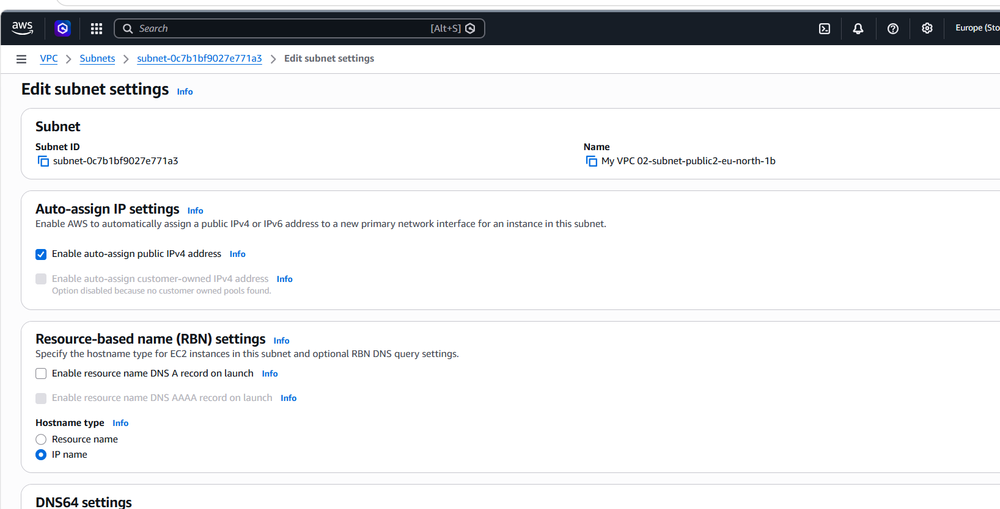 aws
Search [Alt+S]
Europe (Sto
VPC > Subnets > subnet-0c7b1bf9027e771a3 > Edit subnet settings
Edit subnet settings Info
Subnet
Subnet ID
subnet-0c7b1bf9027e771a3
Name
My VPC 02-subnet-public2-eu-north-1b
Auto-assign IP settings Info
Enable AWS to automatically assign a public IPv4 or IPv6 address to a new primary network interface for an instance in this subnet.
Enable auto-assign public IPv4 address Info
Enable auto-assign customer-owned IPv4 address Info
Option disabled because no customer owned pools found.
Resource-based name (RBN) settings Info
Specify the hostname type for EC2 instances in this subnet and optional RBN DNS query settings.
Enable resource name DNS A record on launch Info
Enable resource name DNS AAAA record on launch Info
Hostname type Info
Resource name
IP name
DNS64 settings